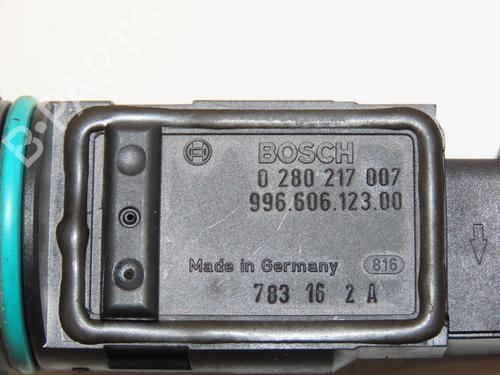 B-PARTS
BOSCH
0 280 217 007
996.606.123.00
Made in Germany 816
783 16 2 A